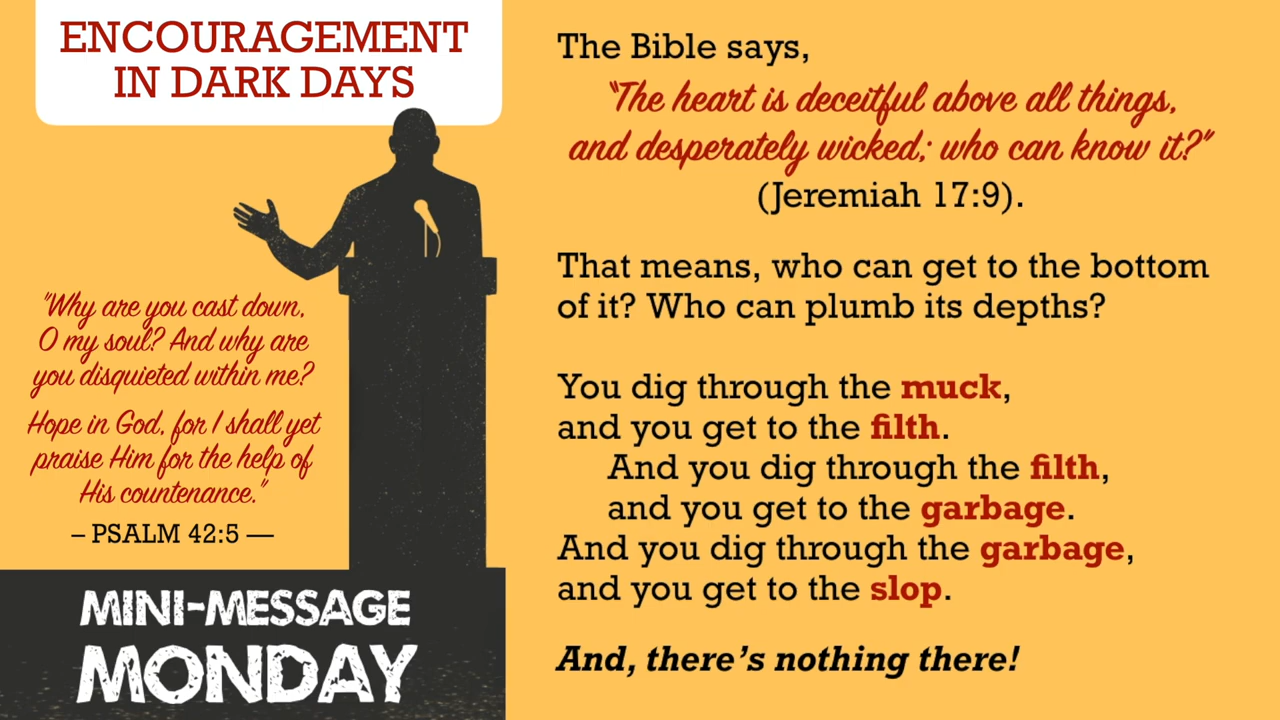 ENCOURAGEMENT
IN DARK DAYS
"Why are you cast down,
O my soul? And why are
you disquieted within me?
Hope in God, for I shall yet
praise Him for the help of
His countenance."
– PSALM 42:5 —
MINI-MESSAGE
MONDAY
The Bible says,
"The heart is deceitful above all things,
and desperately wicked; who can know it?"
(Jeremiah 17:9).
That means, who can get to the bottom
of it? Who can plumb its depths?
You dig through the muck,
and you get to the filth.
And you dig through the filth,
and you get to the garbage.
And you dig through the garbage,
and you get to the slop.
And, there's nothing there!